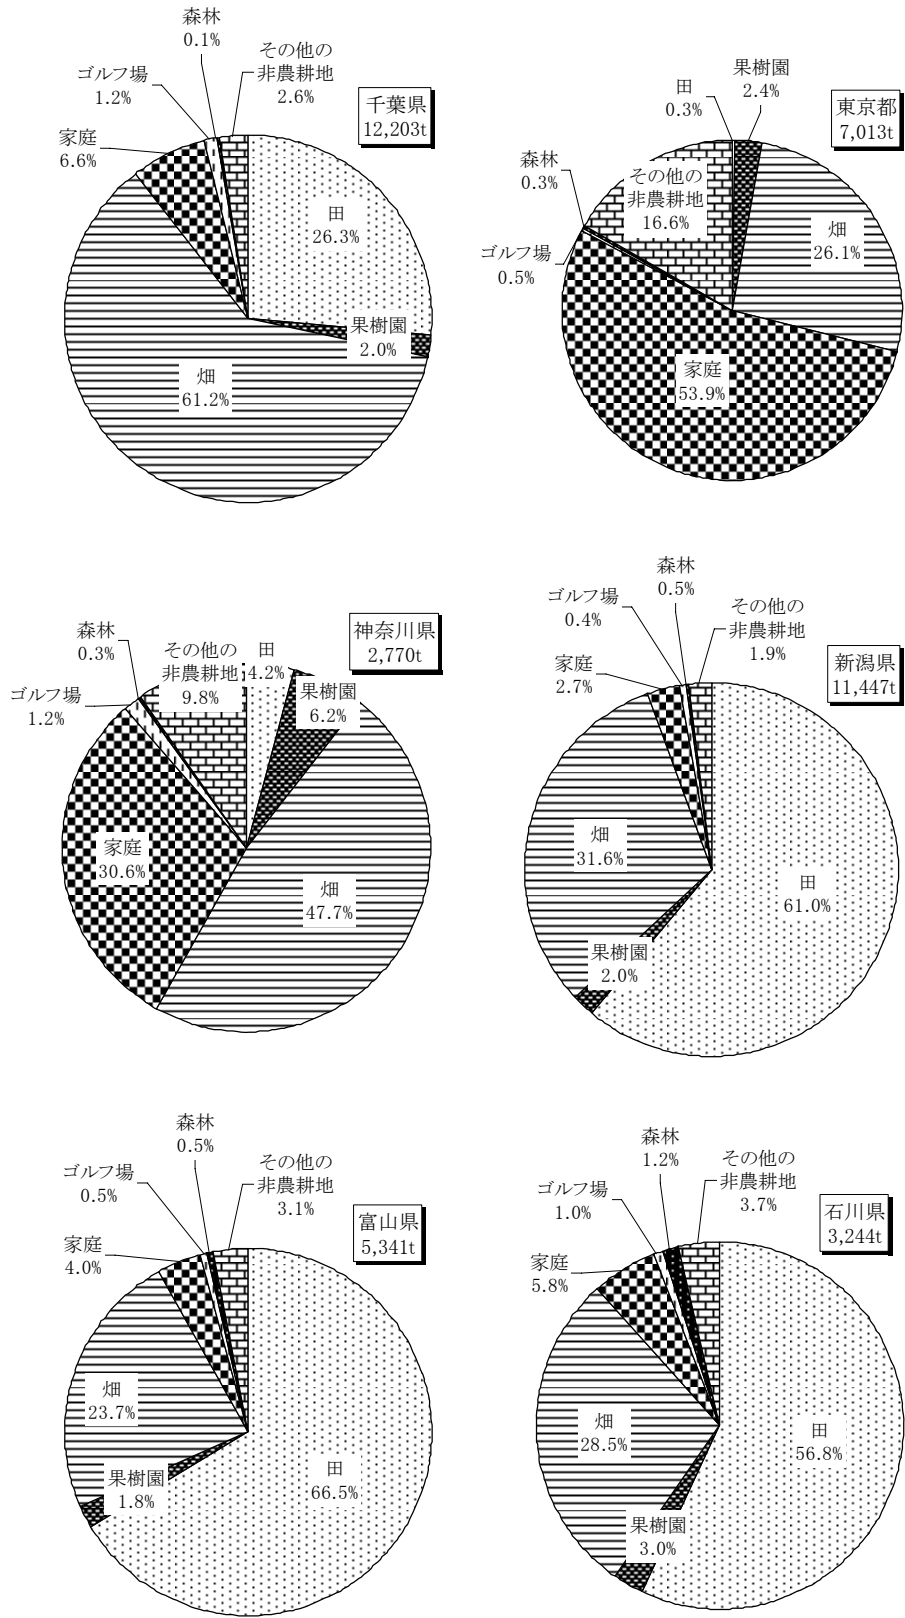 千葉県
12,203t
森林
0.1%
その他の
非農耕地
2.6%
ゴルフ場
1.2%
家庭
6.6%
田
26.3%
果樹園
2.0%
畑
61.2%
東京都
7,013t
果樹園
2.4%
田
0.3%
森林
0.3%
その他の
非農耕地
16.6%
ゴルフ場
0.5%
畑
26.1%
家庭
53.9%
神奈川県
2,770t
森林
0.3%
その他の
非農耕地
9.8%
田
4.2%
果樹園
6.2%
ゴルフ場
1.2%
家庭
30.6%
畑
47.7%
新潟県
11,447t
森林
0.5%
ゴルフ場
0.4%
その他の
非農耕地
1.9%
家庭
2.7%
畑
31.6%
田
61.0%
果樹園
2.0%
富山県
5,341t
森林
0.5%
その他の
非農耕地
3.1%
ゴルフ場
0.5%
家庭
4.0%
畑
23.7%
果樹園
1.8%
田
66.5%
石川県
3,244t
森林
1.2%
その他の
非農耕地
3.7%
ゴルフ場
1.0%
家庭
5.8%
畑
28.5%
田
56.8%
果樹園
3.0%